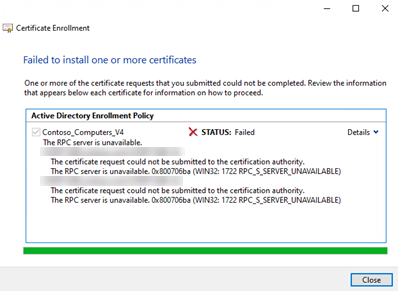 Certificate Enrollment
Failed to install one or more certificates
One or more of the certificate requests that you submitted could not be completed. Review the information
that appears below each certificate for information on how to proceed.
Active Directory Enrollment Policy
Contoso_Computers_V4 STATUS: Failed Details
The RPC server is unavailable.
The certificate request could not be submitted to the certification authority.
The RPC server is unavailable. 0x800706ba (WIN32: 1722 RPC_S_SERVER_UNAVAILABLE)
The certificate request could not be submitted to the certification authority.
The RPC server is unavailable. 0x800706ba (WIN32: 1722 RPC_S_SERVER_UNAVAILABLE)
Close